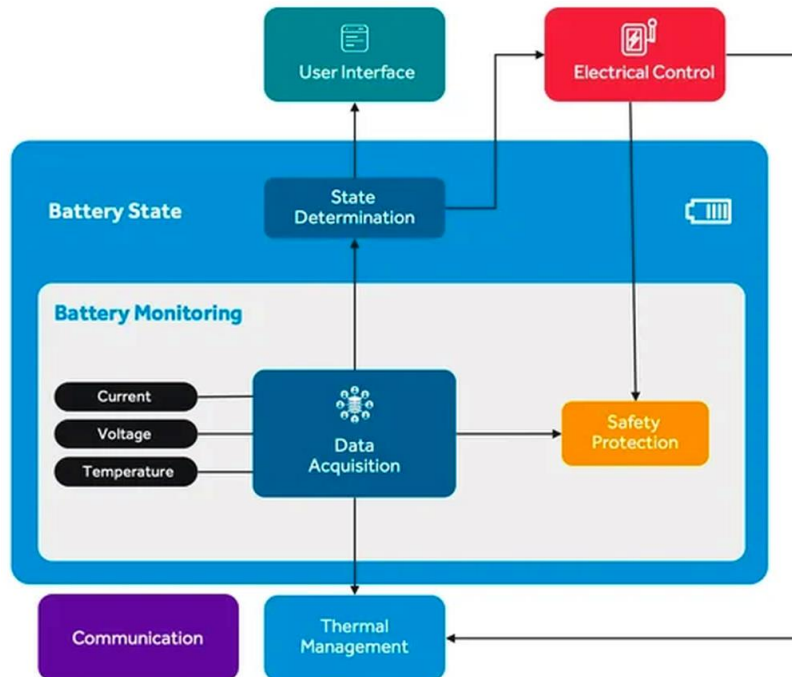 User Interface
Electrical Control
Battery State
State
Determination
Battery Monitoring
Current
Voltage
Temperature
Data
Acquisition
Safety
Protection
Communication
Thermal
Management